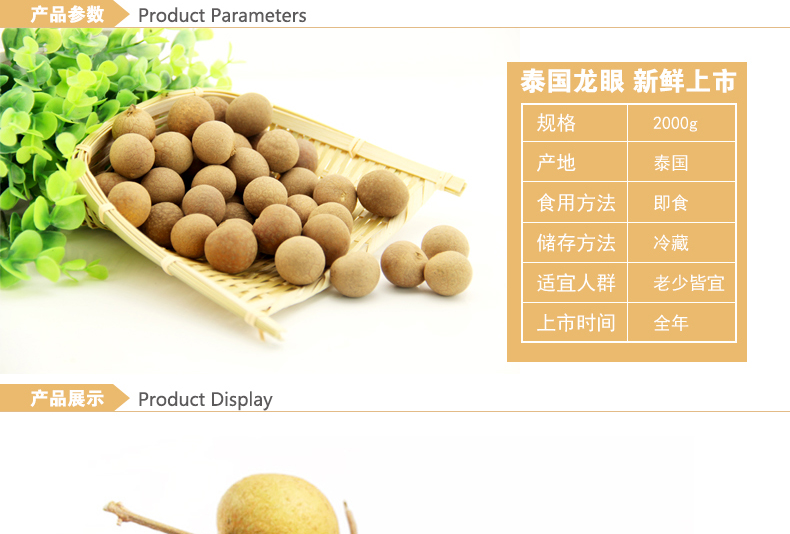 产品参数 Product Parameters
泰国龙眼 新鲜上市
规格 2000g
产地 泰国
食用方法 即食
储存方法 冷藏
适宜人群 老少皆宜
上市时间 全年
产品展示 Product Display